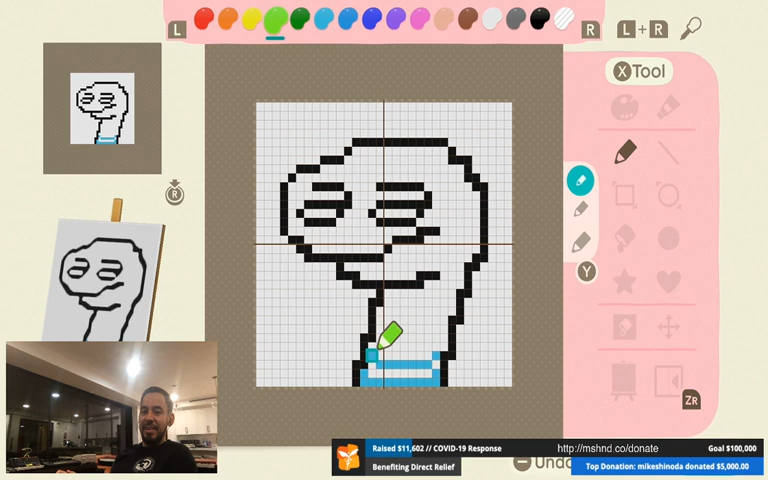 L
R
L+R
X Tool
R
Y
ZR
Raised $11,602 // COVID-19 Response
http://mshnd.co/donate
Goal $100,000
Benefiting Direct Relief
Undo
Top Donation: mikeshinoda donated $5,000.00